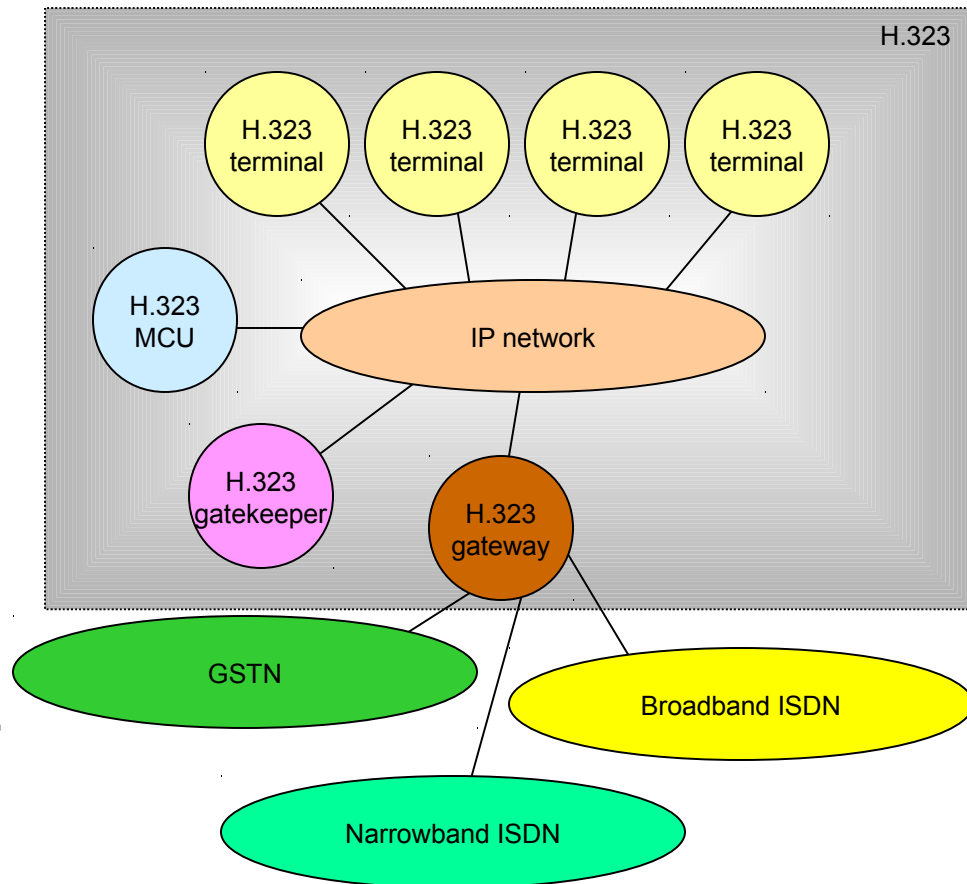 H.323
H.323
terminal
H.323
terminal
H.323
terminal
H.323
terminal
H.323
MCU
IP network
H.323
gatekeeper
H.323
gateway
GSTN
Broadband ISDN
Narrowband ISDN